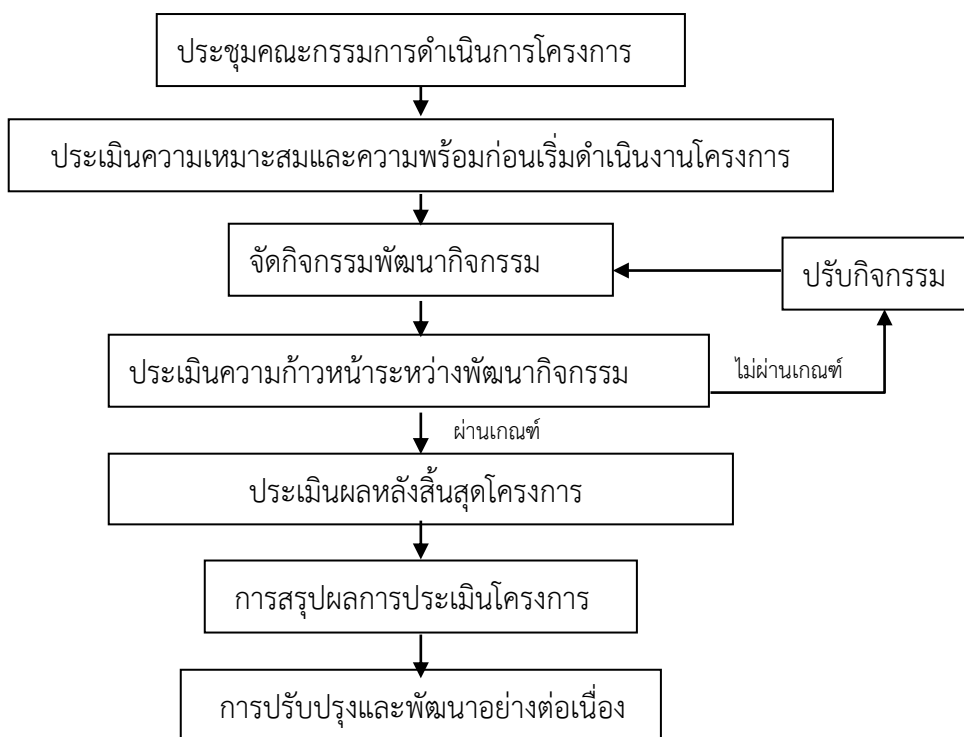 ประชุมคณะกรรมการดำเนินการโครงการ
ประเมินความเหมาะสมและความพร้อมก่อนเริ่มดำเนินงานโครงการ
จัดกิจกรรมพัฒนากิจกรรม
ปรับกิจกรรม
ประเมินความก้าวหน้าระหว่างพัฒนากิจกรรม
ไม่ผ่านเกณฑ์
ผ่านเกณฑ์
ประเมินผลหลังสิ้นสุดโครงการ
การสรุปผลการประเมินโครงการ
การปรับปรุงและพัฒนาอย่างต่อเนื่อง